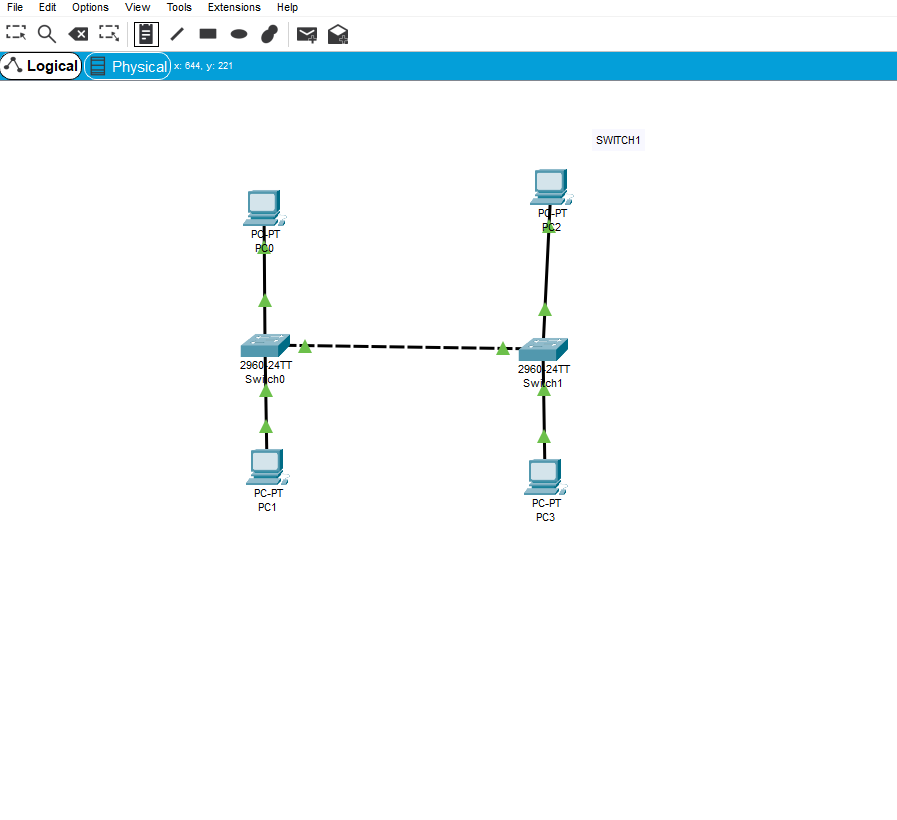 File Edit Options View Tools Extensions Help
Logical Physical x: 644, y: 221
SWITCH1
PC-PT
PC2
PC-PT
PC0
2960-24TT
Switch0
2960-24TT
Switch1
PC-PT
PC1
PC-PT
PC3